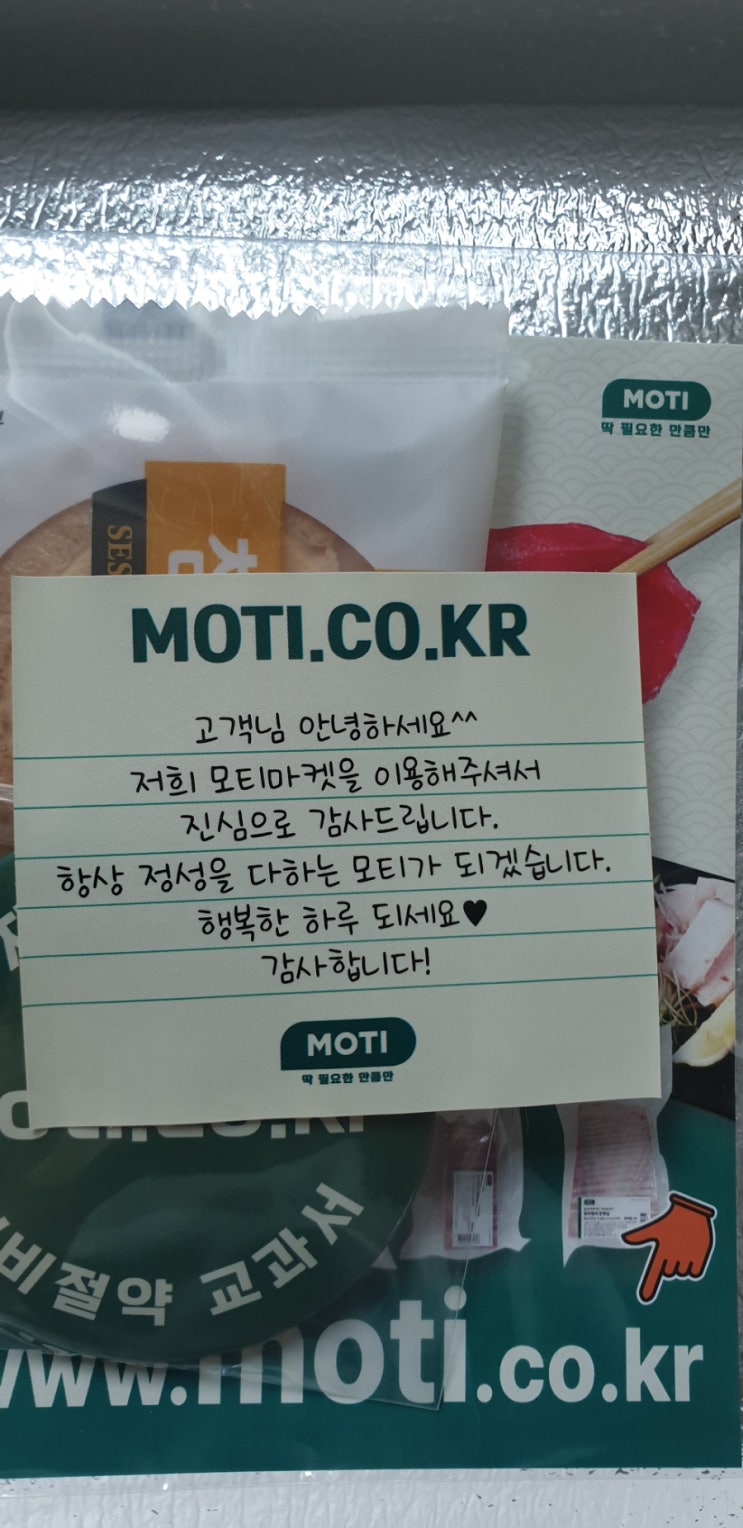 MOTI
딱 필요한 만큼만
SES
참
MOTI.CO.KR
고객님 안녕하세요^^
저희 모티마켓을 이용해주셔서
진심으로 감사드립니다.
항상 정성을 다하는 모티가 되겠습니다.
행복한 하루 되세요♥
감사합니다!
MOTI
딱 필요한 만큼만
비절약 교과서
www.moti.co.kr